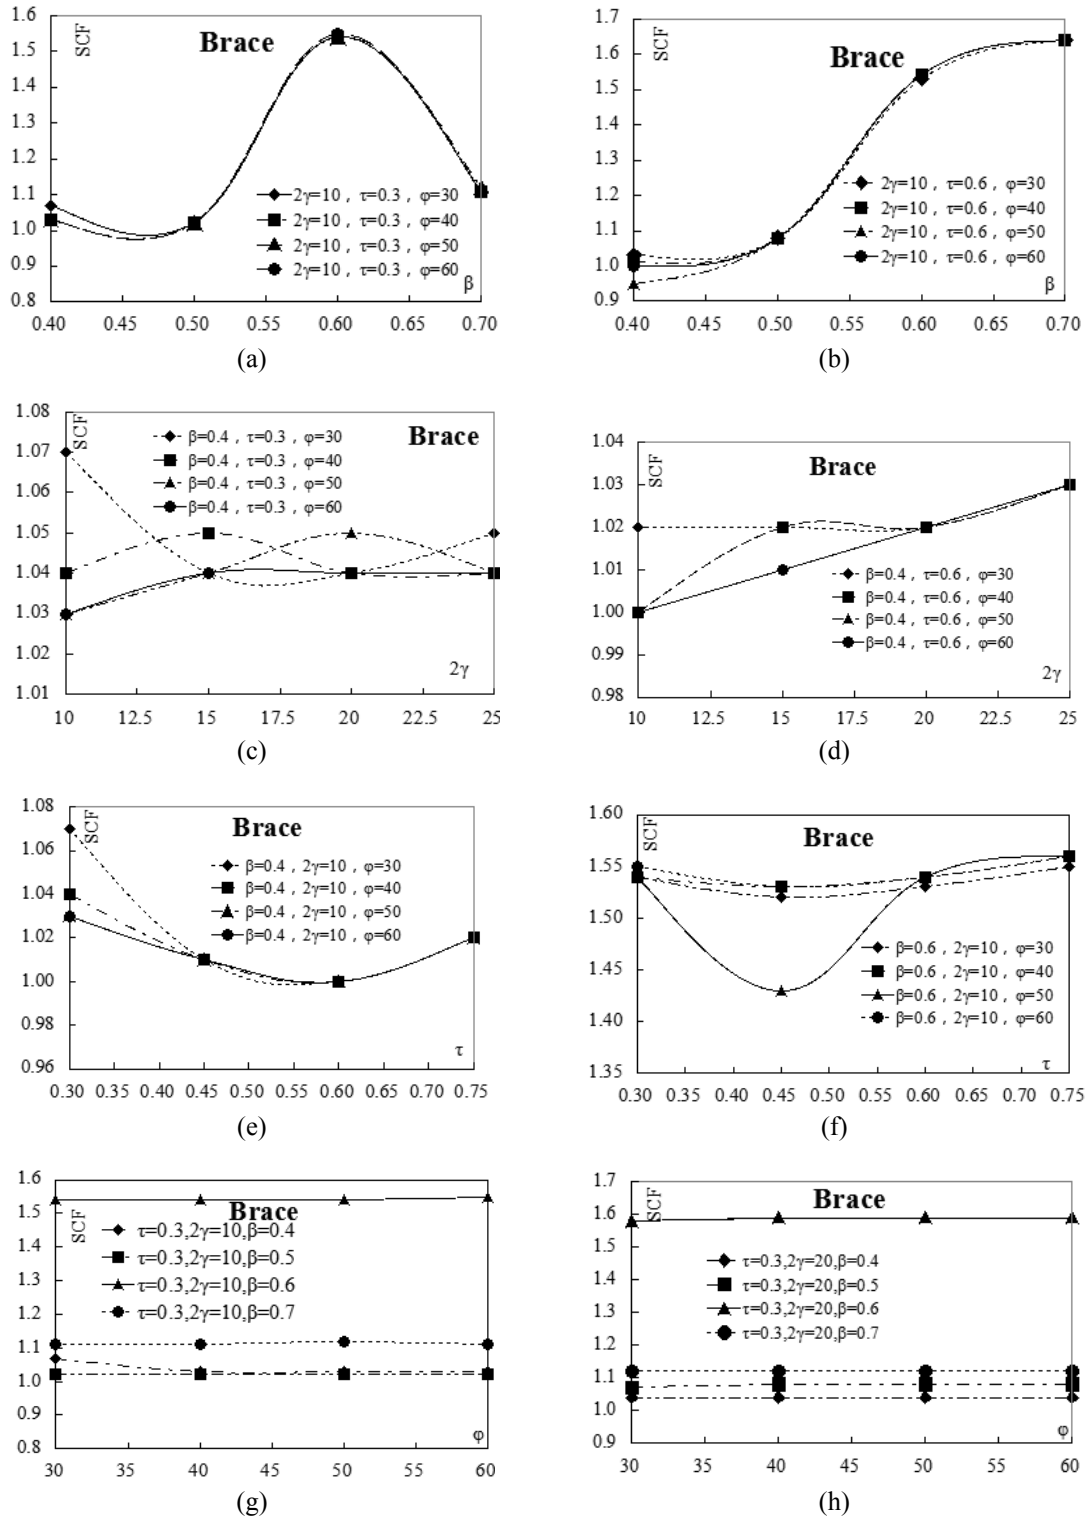 1.6
1.5
1.4
1.3
1.2
1.1
1.0
0.9
0.8
SCF
Brace
2γ=10 , τ=0.3 , φ=30
2γ=10 , τ=0.3 , φ=40
2γ=10 , τ=0.3 , φ=50
2γ=10 , τ=0.3 , φ=60
β
0.40 0.45 0.50 0.55 0.60 0.65 0.70
(a)
1.7
1.6
1.5
1.4
1.3
1.2
1.1
1.0
0.9
SCF
Brace
2γ=10 , τ=0.6 , φ=30
2γ=10 , τ=0.6 , φ=40
2γ=10 , τ=0.6 , φ=50
2γ=10 , τ=0.6 , φ=60
β
0.40 0.45 0.50 0.55 0.60 0.65 0.70
(b)
1.08
1.07
1.06
1.05
1.04
1.03
1.02
1.01
SCF
Brace
β=0.4 , τ=0.3 , φ=30
β=0.4 , τ=0.3 , φ=40
β=0.4 , τ=0.3 , φ=50
β=0.4 , τ=0.3 , φ=60
2γ
10 12.5 15 17.5 20 22.5 25
(c)
1.04
1.03
1.02
1.01
1.00
0.99
0.98
SCF
Brace
β=0.4 , τ=0.6 , φ=30
β=0.4 , τ=0.6 , φ=40
β=0.4 , τ=0.6 , φ=50
β=0.4 , τ=0.6 , φ=60
2γ
10 12.5 15 17.5 20 22.5 25
(d)
1.08
1.06
1.04
1.02
1.00
0.98
0.96
SCF
Brace
β=0.4 , 2γ=10 , φ=30
β=0.4 , 2γ=10 , φ=40
β=0.4 , 2γ=10 , φ=50
β=0.4 , 2γ=10 , φ=60
τ
0.30 0.35 0.40 0.45 0.50 0.55 0.60 0.65 0.70 0.75
(e)
1.60
1.55
1.50
1.45
1.40
1.35
SCF
Brace
β=0.6 , 2γ=10 , φ=30
β=0.6 , 2γ=10 , φ=40
β=0.6 , 2γ=10 , φ=50
β=0.6 , 2γ=10 , φ=60
τ
0.30 0.35 0.40 0.45 0.50 0.55 0.60 0.65 0.70 0.75
(f)
1.6
1.5
1.4
1.3
1.2
1.1
1.0
0.9
0.8
SCF
Brace
τ=0.3,2γ=10,β=0.4
τ=0.3,2γ=10,β=0.5
τ=0.3,2γ=10,β=0.6
τ=0.3,2γ=10,β=0.7
φ
30 35 40 45 50 55 60
(g)
1.7
1.6
1.5
1.4
1.3
1.2
1.1
1.0
0.9
SCF
Brace
τ=0.3,2γ=20,β=0.4
τ=0.3,2γ=20,β=0.5
τ=0.3,2γ=20,β=0.6
τ=0.3,2γ=20,β=0.7
φ
30 35 40 45 50 55 60
(h)